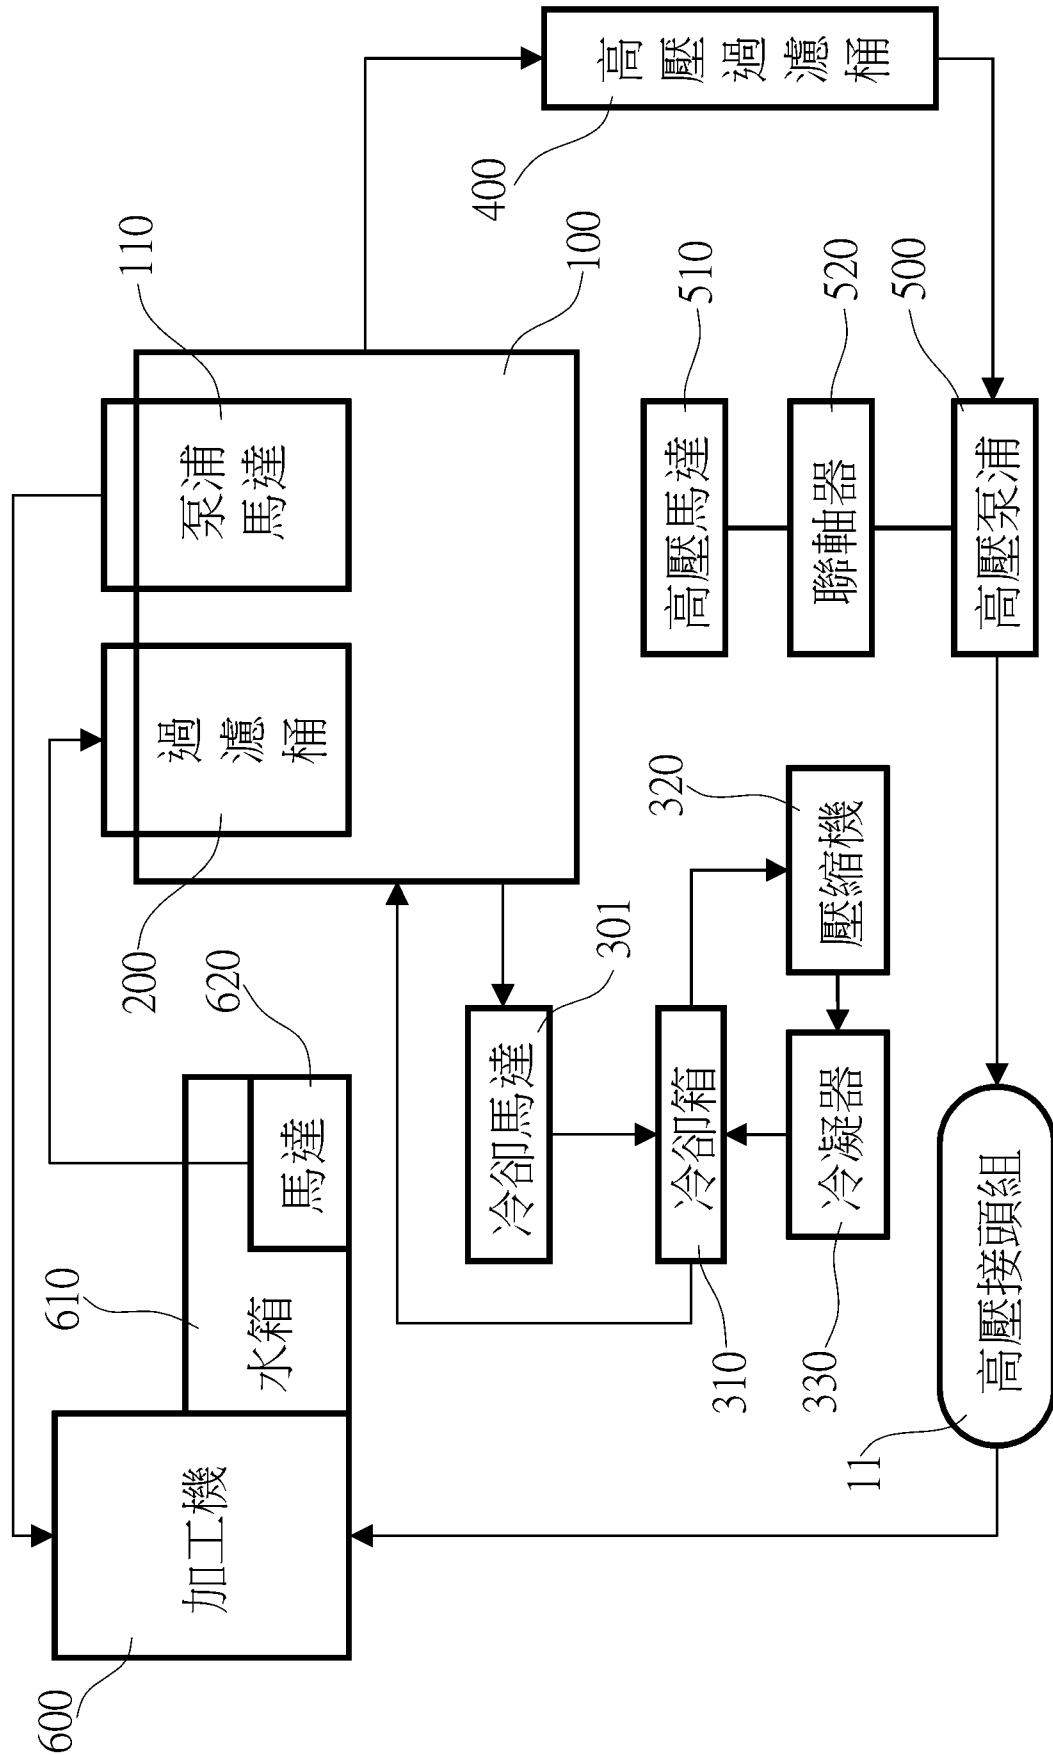 600
加工機
610
水箱
馬達
620
200
過濾桶
泵浦
馬達
110
100
冷卻馬達
301
310
冷卻箱
330
冷凝器
壓縮機
320
高壓馬達
510
聯軸器
520
高壓泵浦
500
高壓過濾桶
400
11
高壓接頭組